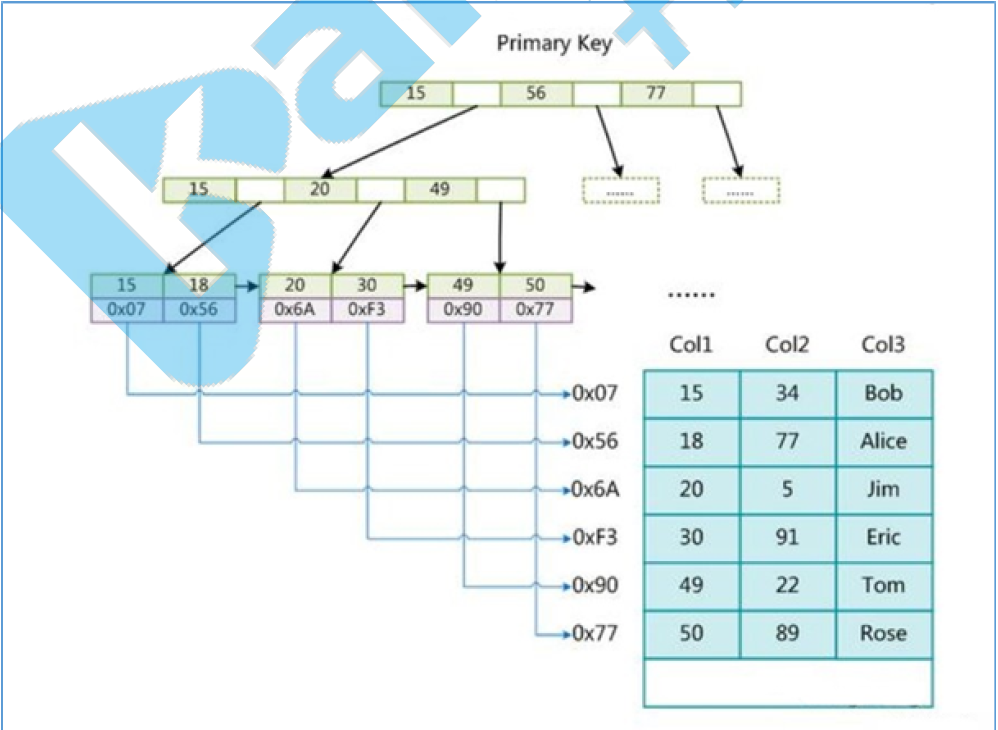 Primary Key
15 56 77
15 20 49 ...... ......
15 18 20 30 49 50
0x07 0x56 0x6A 0xF3 0x90 0x77
......
Col1 Col2 Col3
0x07 15 34 Bob
0x56 18 77 Alice
0x6A 20 5 Jim
0xF3 30 91 Eric
0x90 49 22 Tom
0x77 50 89 Rose